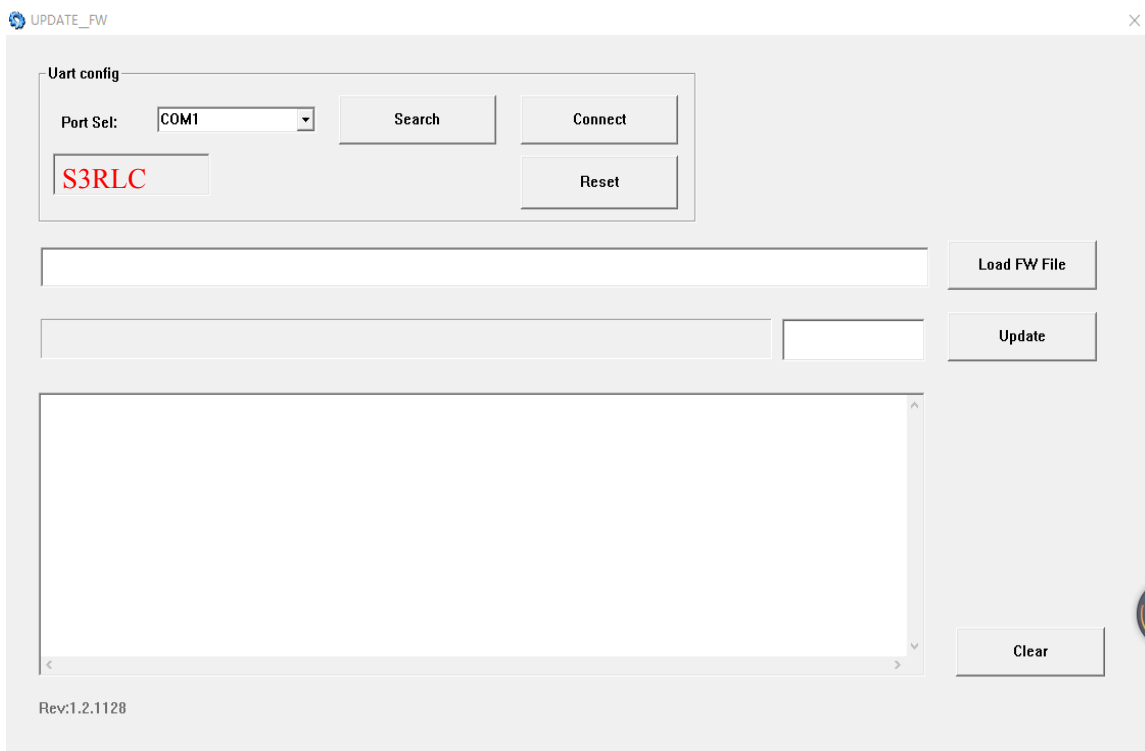 UPDATE_FW
Uart config
Port Sel:
COM1
Search
Connect
S3RLC
Reset
Load FW File
Update
Clear
Rev:1.2.1128